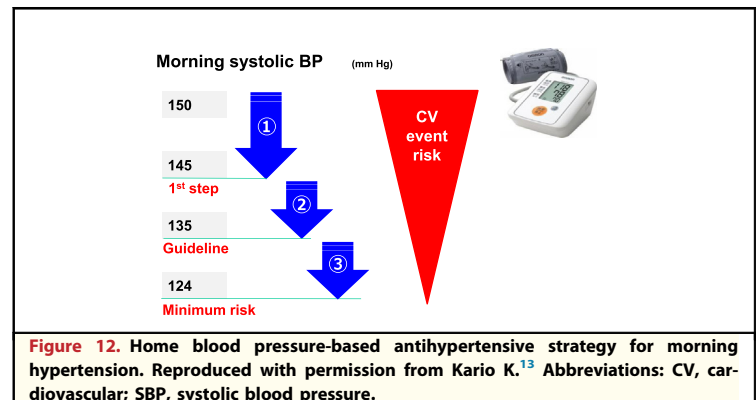 Morning systolic BP (mm Hg)
150
①
CV
event
risk
145
1st step
②
135
Guideline
③
124
Minimum risk
Figure 12. Home blood pressure-based antihypertensive strategy for morning
hypertension. Reproduced with permission from Kario K.13 Abbreviations: CV, car-
diovascular; SBP, systolic blood pressure.